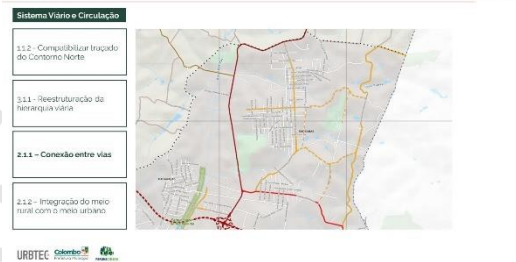 Sistema Viário e Circulação
1.1.2 - Compatibilizar traçado
do Contorno Norte
3.1.1 - Reestruturação da
hierarquia viária
2.1.1 – Conexão entre vias
2.1.2 - Integração do meio
rural com o meio urbano
URBTEC
Colombo